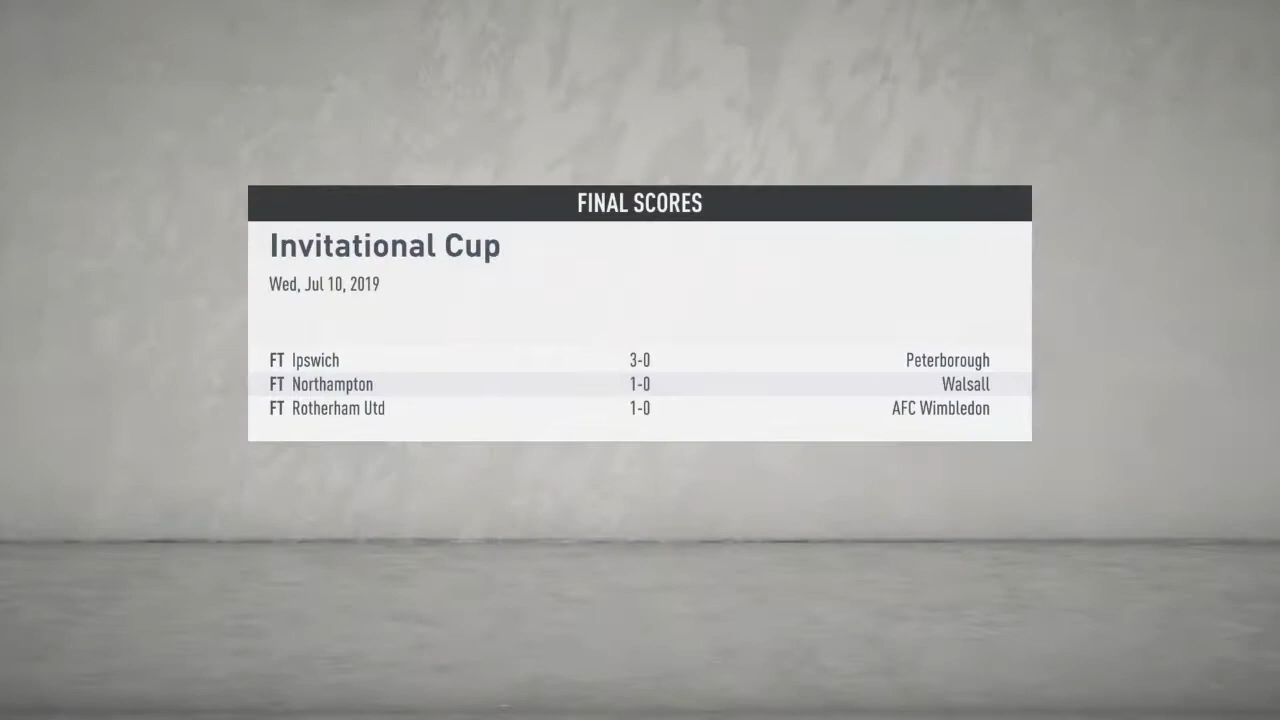 FINAL SCORES
Invitational Cup
Wed, Jul 10, 2019
FT Ipswich 3-0 Peterborough
FT Northampton 1-0 Walsall
FT Rotherham Utd 1-0 AFC Wimbledon